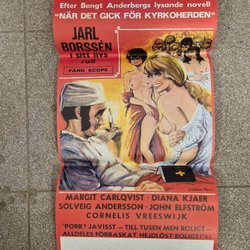 Efter Bengt Anderbergs lysande novell
"NÄR DET GICK FÖR KYRKOHERDEN"
JARL
BORSSÉN
i sitt livs
roll
FÄRG SCOPE
MARGIT CARLQVIST · DIANA KJAER
SOLVEIG ANDERSSON · JOHN ELFSTRÖM
CORNELIS VREESWIJK
"PORR? JAVISST — TILL TUSEN MEN ROLIGT —
ALLDELES FÖRBASKAT HEJDLÖST ROLIGT!"